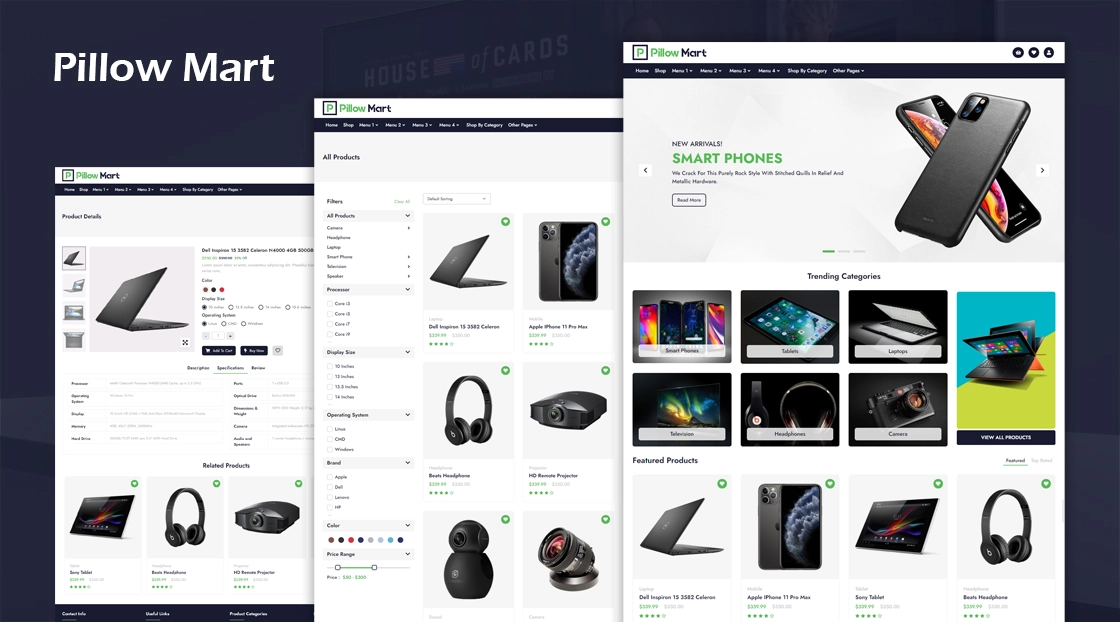 Pillow Mart
HOUSE of CARDS
Pillow Mart
Home Shop Menu 1 Menu 2 Menu 3 Menu 4 Shop By Category Other Pages
Product Details
Dell Inspiron 15 3582 Celeron N4000 4GB 500GB
Color
Display Size
10 inches 13.3 inches 14 inches 15.6 inches
Operating System
Linux CMD Windows
- 1 +
Add To Cart Buy Now
Description Specifications Review
Processor
Ports
Operating System
Optical Drive
Display
Dimensions & Weight
Memory
Camera
Hard Drive
Audio and Speakers
Related Products
Tablet
Sony Tablet
$339.99 $350.00
Headphone
Beats Headphone
$339.99 $350.00
Projector
HD Remote Projector
$339.99 $350.00
Contact Info Useful Links Product Categories
Pillow Mart
Home Shop Menu 1 Menu 2 Menu 3 Menu 4 Shop By Category Other Pages
All Products
Filters Clear All
Default Sorting
All Products
Camera
Headphone
Laptop
Smart Phone
Television
Speaker
Processor
Core i3
Core i5
Core i7
Core i9
Display Size
10 Inches
13 Inches
15.5 Inches
14 Inches
Operating System
Linux
CMD
Windows
Brand
Apple
Dell
Lenovo
HP
Color
Price Range
Price : $50 - $300
Laptop
Dell Inspiron 15 3582 Celeron
$339.99 $350.00
Mobile
Apple IPhone 11 Pro Max
$339.99 $350.00
Headphone
Beats Headphone
$339.99 $350.00
Projector
HD Remote Projector
$339.99 $350.00
Sound
Camera
Pillow Mart
Home Shop Menu 1 Menu 2 Menu 3 Menu 4 Shop By Category Other Pages
NEW ARRIVALS!
SMART PHONES
We Crack For This Purely Rock Style With Stitched Quills In Relief And
Metallic Hardware.
Read More
Trending Categories
Smart Phones
Tablets
Laptops
Television
Headphones
Camera
VIEW ALL PRODUCTS
Featured Products
Featured Top Rated
Laptop
Dell Inspiron 15 3582 Celeron
$339.99 $350.00
Mobile
Apple IPhone 11 Pro Max
$339.99 $350.00
Tablet
Sony Tablet
$339.99 $350.00
Headphone
Beats Headphone
$339.99 $350.00